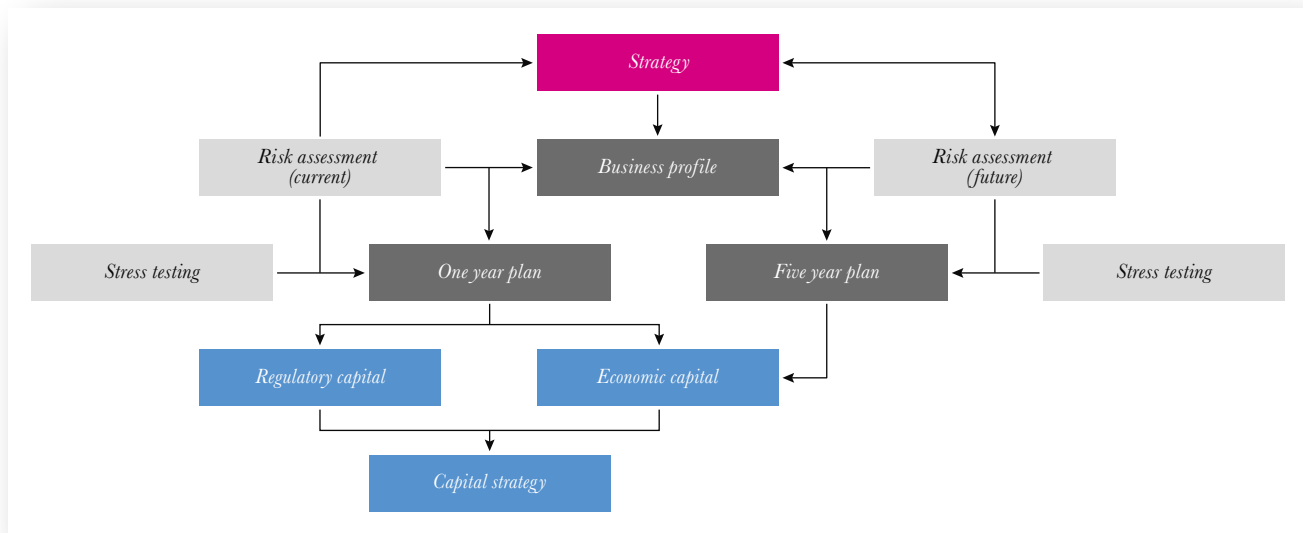 Strategy
Risk assessment
(current)
Business profile
Risk assessment
(future)
Stress testing
One year plan
Five year plan
Stress testing
Regulatory capital
Economic capital
Capital strategy